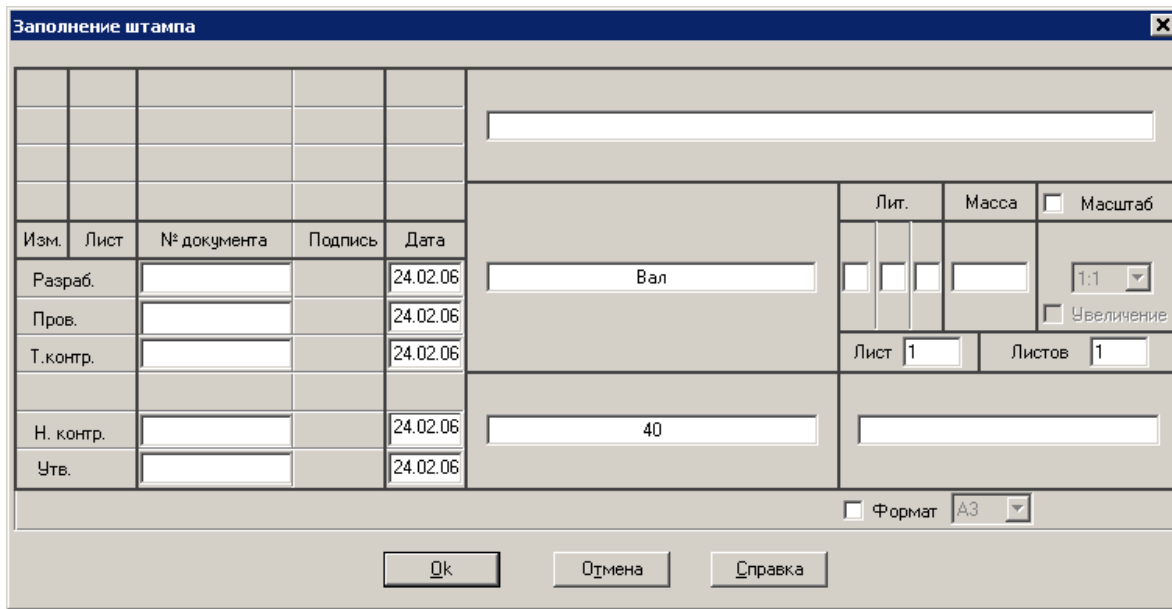 Заполнение штампа
Лит. Масса Масштаб
Изм. Лист № документа Подпись Дата
Разраб. 24.02.06 Вал 1:1
Пров. 24.02.06 Увеличение
Т.контр. 24.02.06 Лист 1 Листов 1
Н. контр. 24.02.06 40
Утв. 24.02.06
Формат А3
Ok Отмена Справка